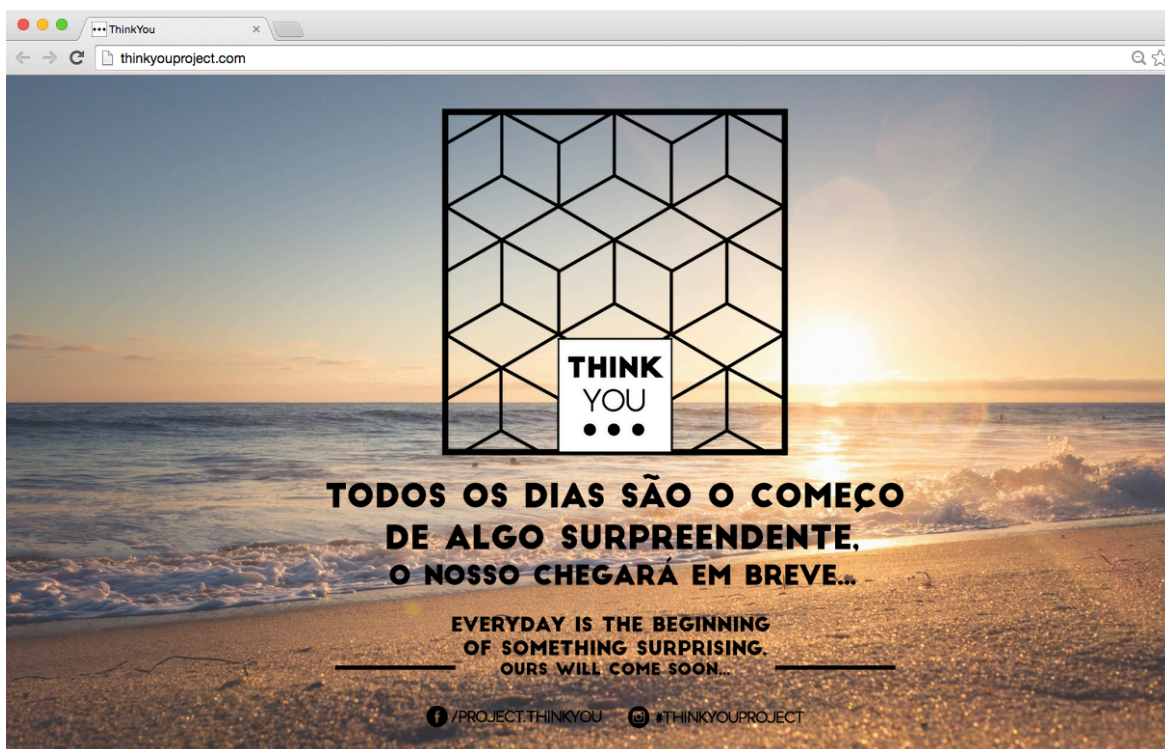 ThinkYou
thinkyouproject.com
THINK
YOU
TODOS OS DIAS SÃO O COMEÇO
DE ALGO SURPREENDENTE,
O NOSSO CHEGARÁ EM BREVE...
EVERYDAY IS THE BEGINNING
OF SOMETHING SURPRISING.
OURS WILL COME SOON...
/PROJECT.THINKYOU #THINKYOUPROJECT